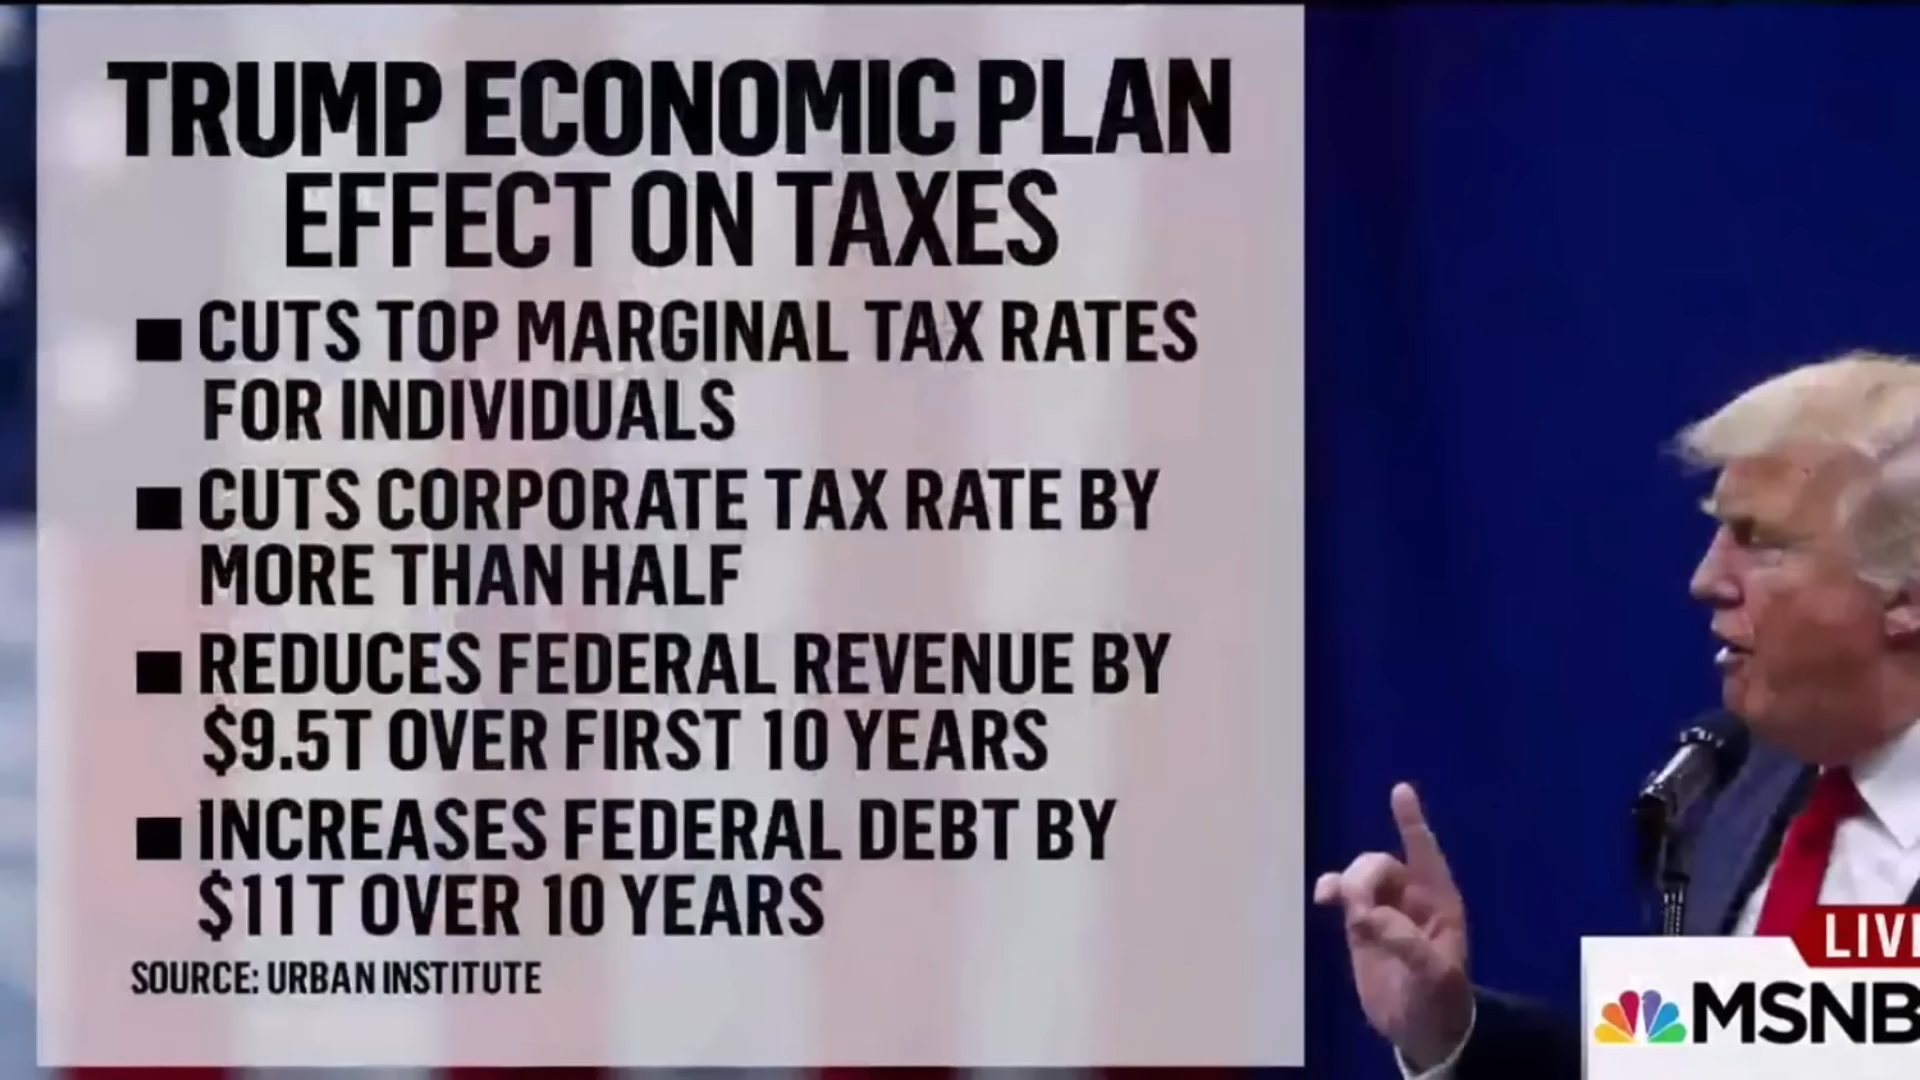 TRUMP ECONOMIC PLAN
EFFECT ON TAXES
■ CUTS TOP MARGINAL TAX RATES
FOR INDIVIDUALS
■ CUTS CORPORATE TAX RATE BY
MORE THAN HALF
■ REDUCES FEDERAL REVENUE BY
$9.5T OVER FIRST 10 YEARS
■ INCREASES FEDERAL DEBT BY
$11T OVER 10 YEARS
SOURCE: URBAN INSTITUTE
LIV
MSNB